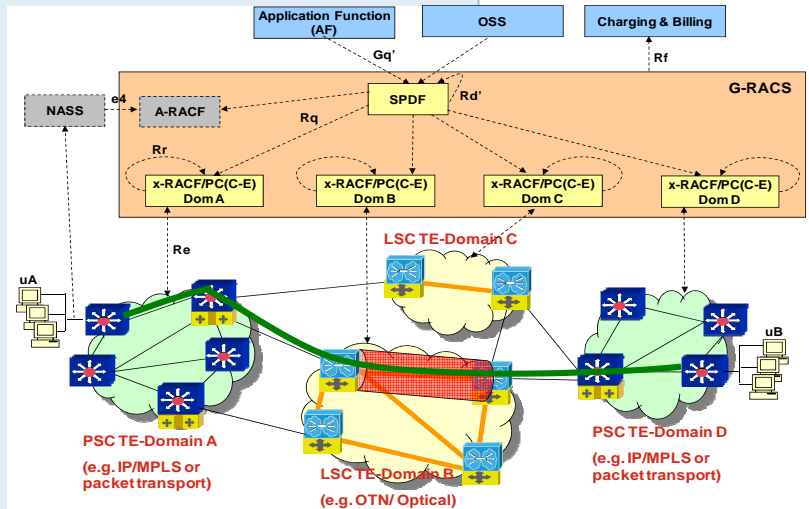 Application Function
(AF)
OSS
Charging & Billing
Gq'
Rf
G-RACS
NASS
e4
A-RACF
SPDF
Rd'
Rq
Rr
x-RACF/PC(C-E)
Dom A
x-RACF/PC(C-E)
Dom B
x-RACF/PC(C-E)
Dom C
x-RACF/PC(C-E)
Dom D
Re
LSC TE-Domain C
uA
uB
PSC TE-Domain A
(e.g. IP/MPLS or
packet transport)
LSC TE-Domain B
(e.g. OTN/ Optical)
PSC TE-Domain D
(e.g. IP/MPLS or
packet transport)